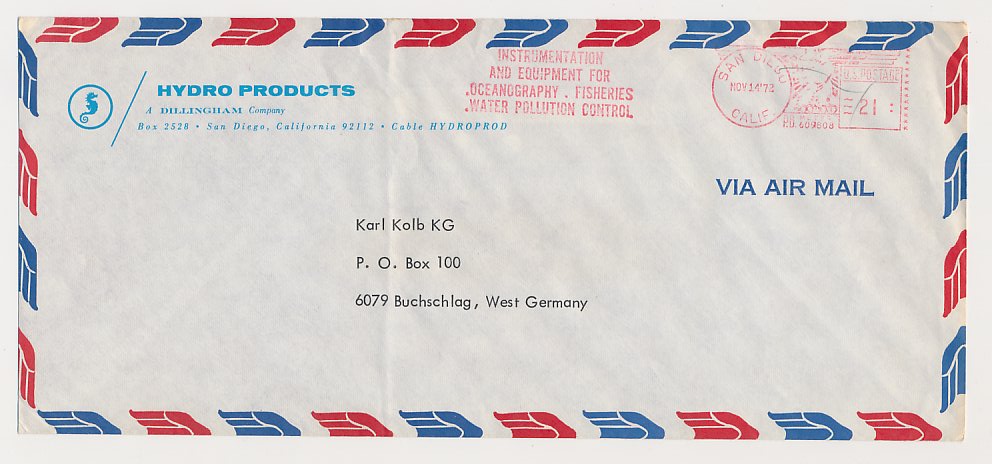 HYDRO PRODUCTS
A DILLINGHAM Company
Box 2528 • San Diego, California 92112 • Cable HYDROPROD
INSTRUMENTATION
AND EQUIPMENT FOR
.OCEANOGRAPHY . FISHERIES
.WATER POLLUTION CONTROL
SAN DIEGO
NOV 14'72
CALIF.
U.S. POSTAGE
21
P.B. 609808
VIA AIR MAIL
Karl Kolb KG
P. O. Box 100
6079 Buchschlag, West Germany